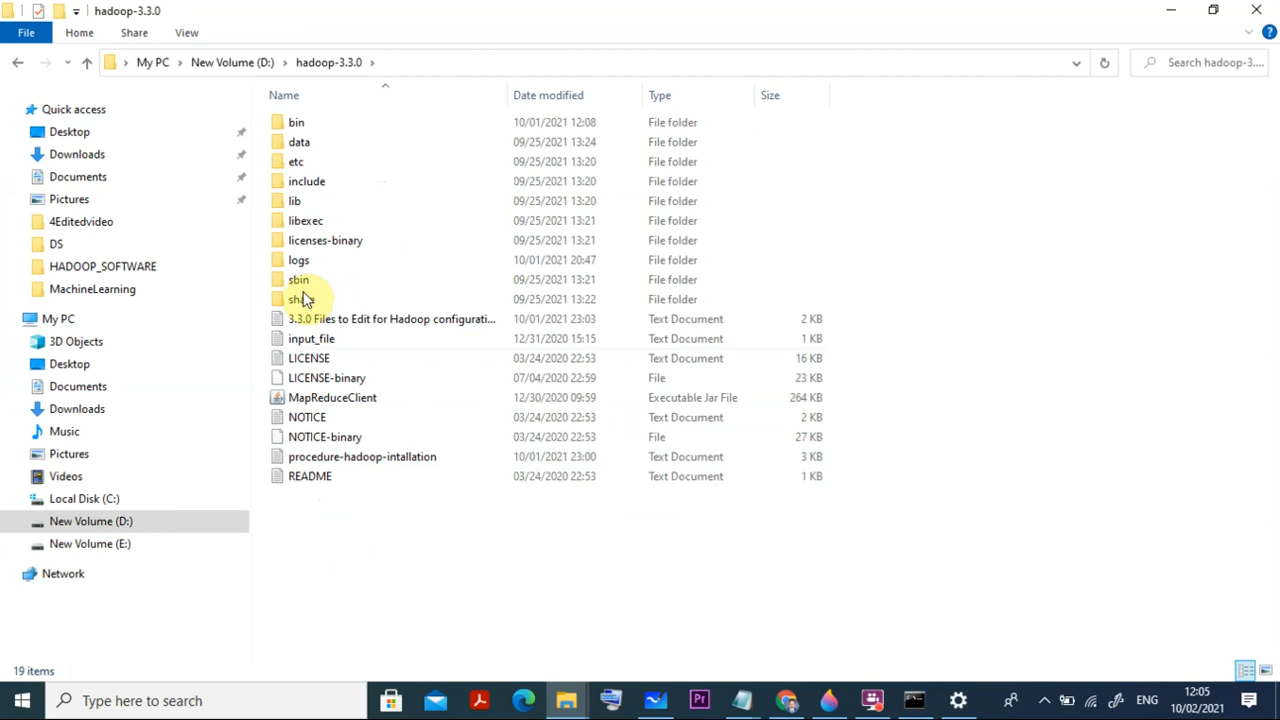 hadoop-3.3.0
File Home Share View
My PC New Volume (D:) hadoop-3.3.0 Search hadoop-3....
Name Date modified Type Size
Quick access
Desktop
Downloads
Documents
Pictures
4Editedvideo
DS
HADOOP_SOFTWARE
MachineLearning
My PC
3D Objects
Desktop
Documents
Downloads
Music
Pictures
Videos
Local Disk (C:)
New Volume (D:)
New Volume (E:)
Network
bin 10/01/2021 12:08 File folder
data 09/25/2021 13:24 File folder
etc 09/25/2021 13:20 File folder
include 09/25/2021 13:20 File folder
lib 09/25/2021 13:20 File folder
libexec 09/25/2021 13:21 File folder
licenses-binary 09/25/2021 13:21 File folder
logs 10/01/2021 20:47 File folder
sbin 09/25/2021 13:21 File folder
09/25/2021 13:22 File folder
3.3.0 Files to Edit for Hadoop configurati... 10/01/2021 23:03 Text Document 2 KB
input_file 12/31/2020 15:15 Text Document 1 KB
LICENSE 03/24/2020 22:53 Text Document 16 KB
LICENSE-binary 07/04/2020 22:59 File 23 KB
MapReduceClient 12/30/2020 09:59 Executable Jar File 264 KB
NOTICE 03/24/2020 22:53 Text Document 2 KB
NOTICE-binary 03/24/2020 22:53 File 27 KB
procedure-hadoop-intallation 10/01/2021 23:00 Text Document 3 KB
README 03/24/2020 22:53 Text Document 1 KB
19 items
Type here to search
Pr
ENG
12:05
10/02/2021